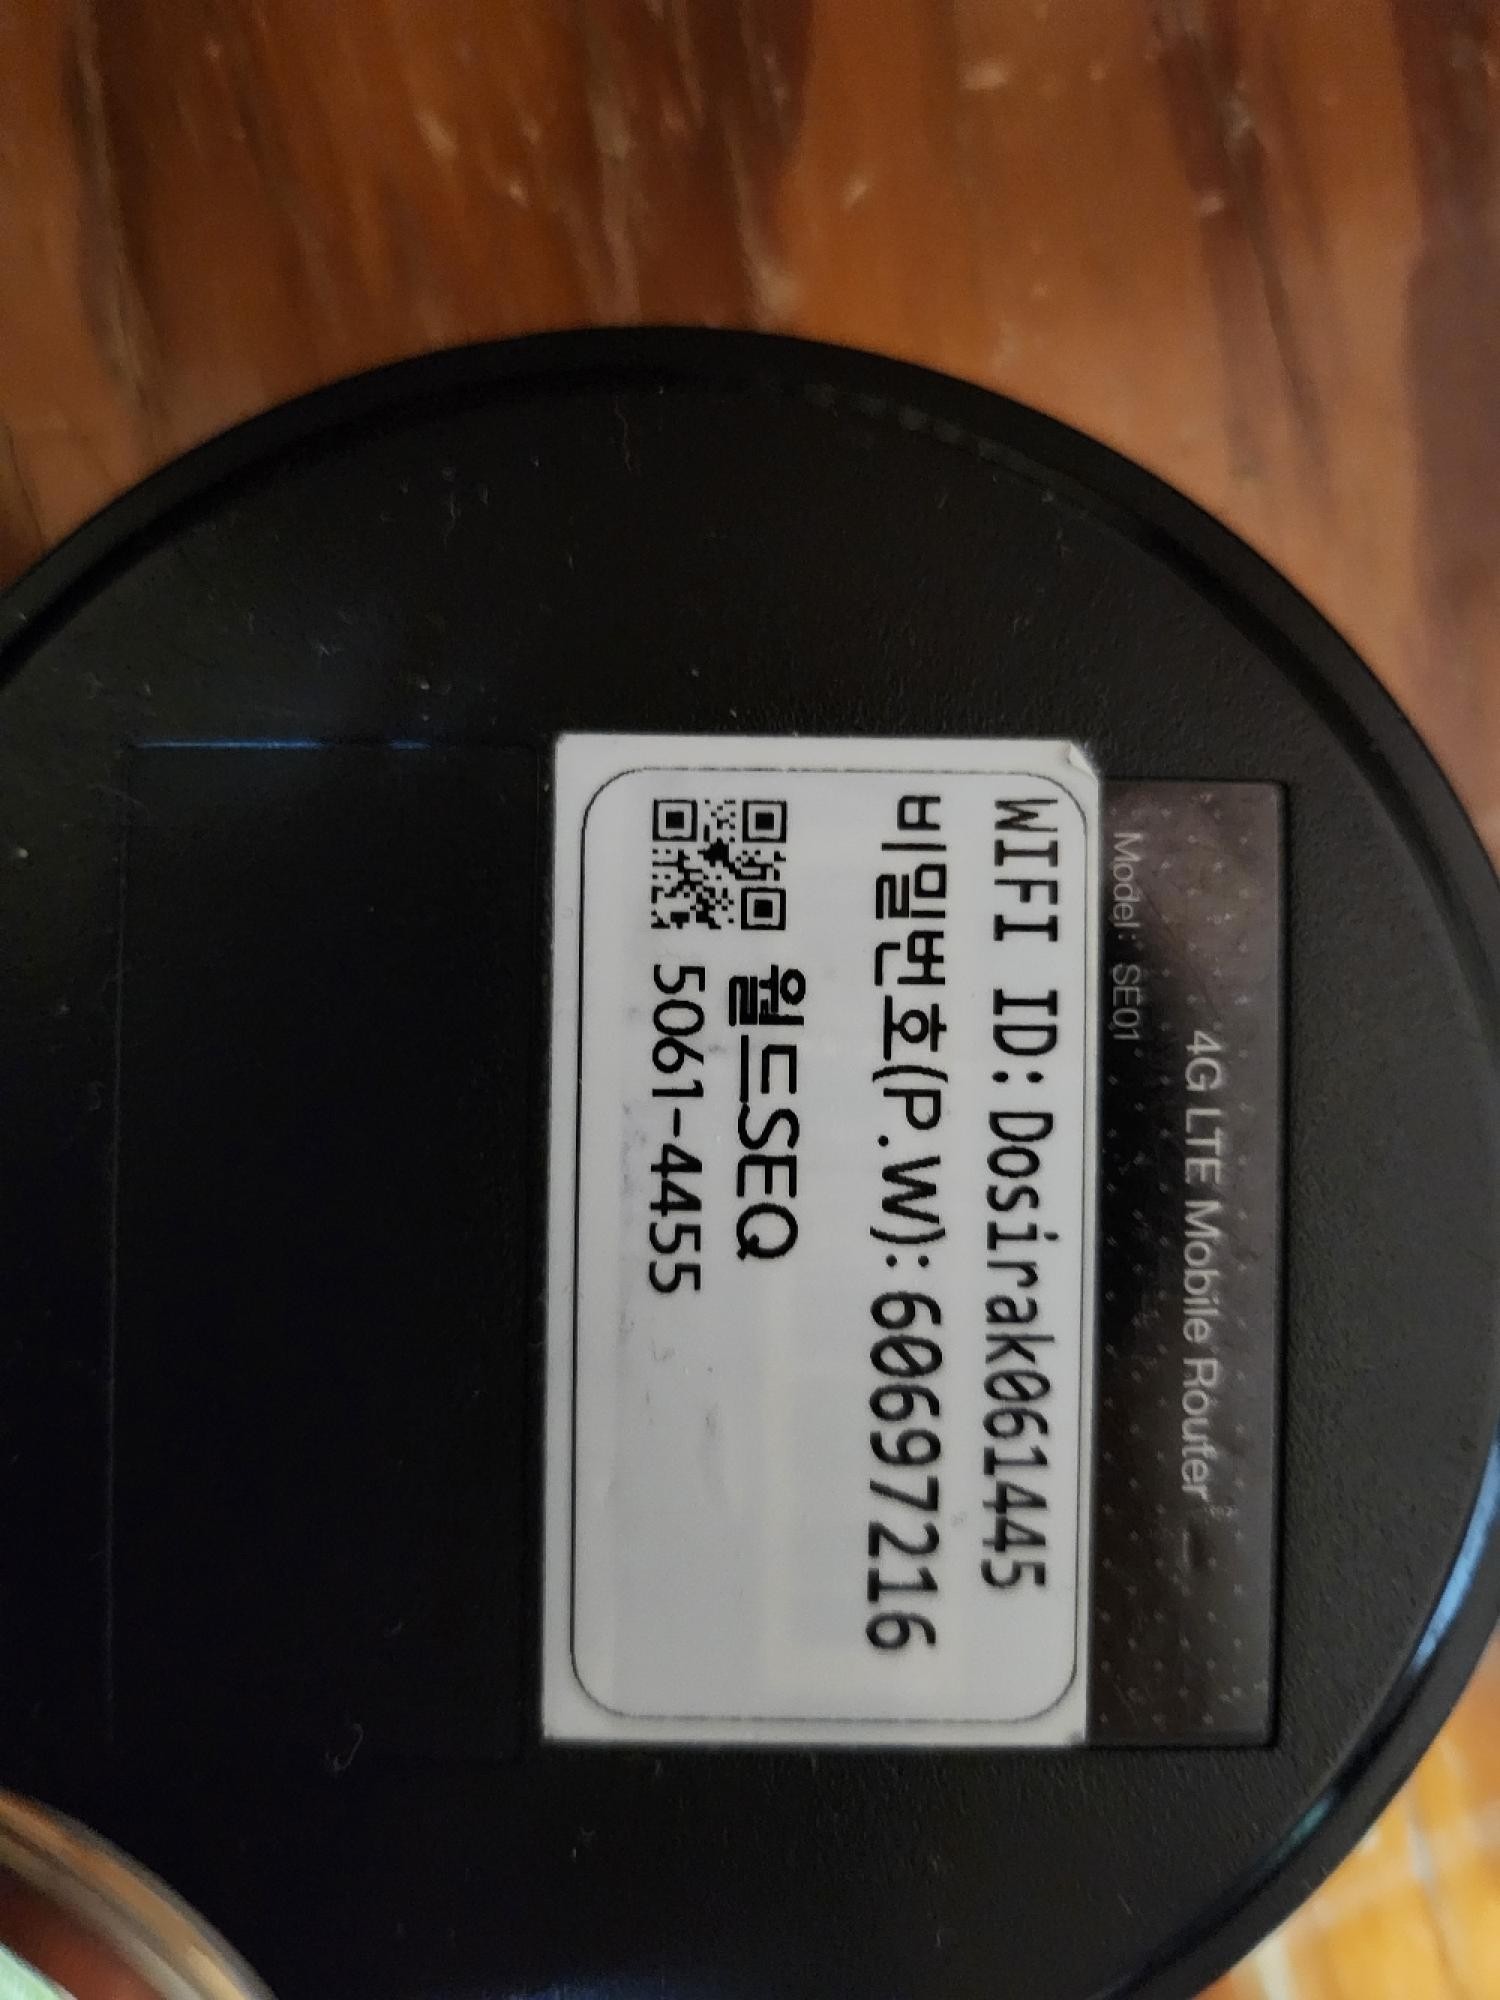 4G LTE Mobile Router
Model: SE01
WIFI ID: Dosirak061445
비밀번호(P.W): 60697216
월드SEQ
5061-4455